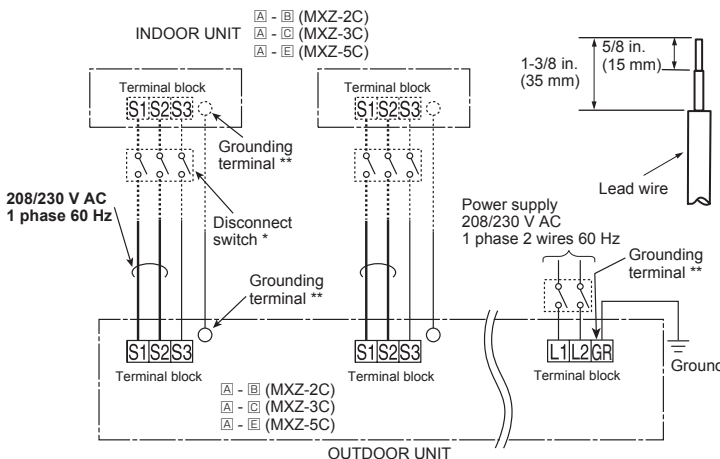 INDOOR UNIT
A - B (MXZ-2C)
A - C (MXZ-3C)
A - E (MXZ-5C)
Terminal block
S1 S2 S3
Grounding
terminal **
Disconnect
switch *
208/230 V AC
1 phase 60 Hz
Grounding
terminal **
S1 S2 S3
Terminal block
Terminal block
S1 S2 S3
S1 S2 S3
Terminal block
A - B (MXZ-2C)
A - C (MXZ-3C)
A - E (MXZ-5C)
5/8 in.
(15 mm)
1-3/8 in.
(35 mm)
Lead wire
Power supply
208/230 V AC
1 phase 2 wires 60 Hz
Grounding
terminal **
L1 L2 GR
Terminal block
Ground
OUTDOOR UNIT